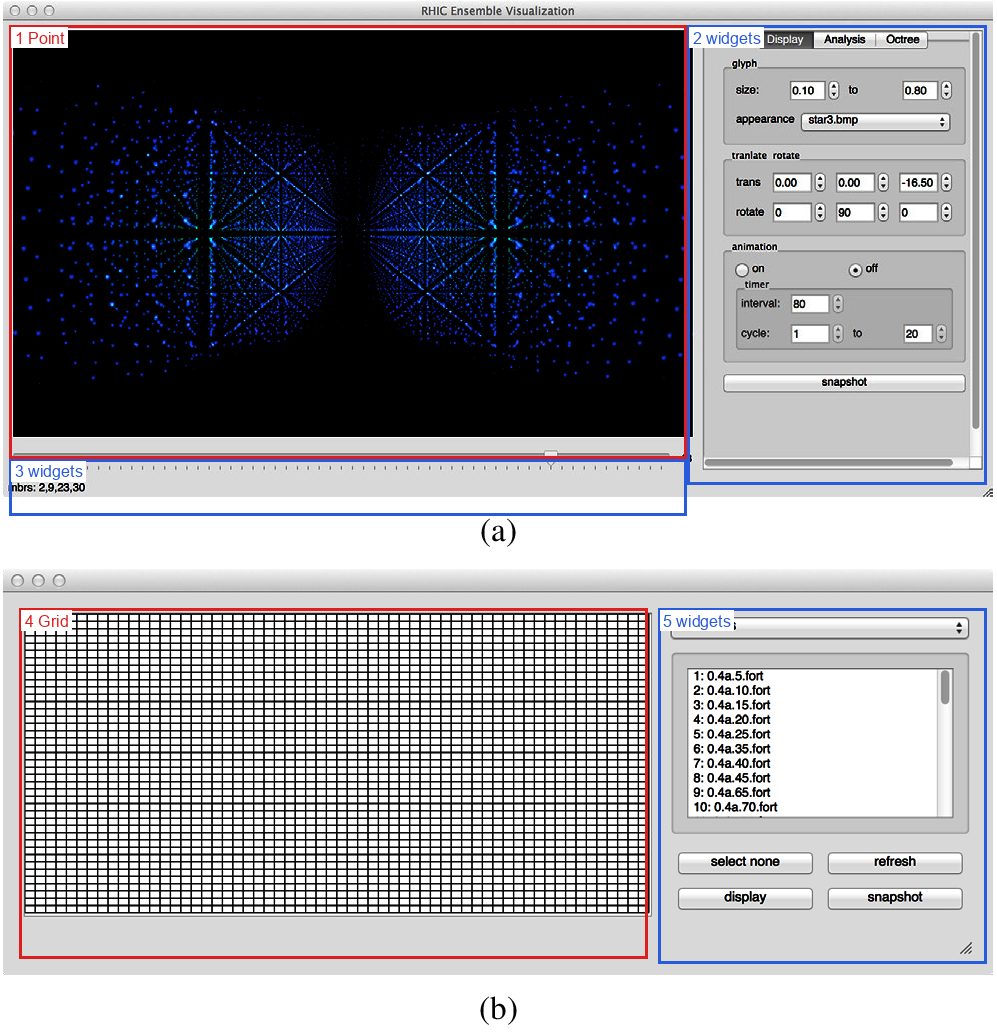 RHIC Ensemble Visualization
1 Point
2 widgets
Display Analysis Octree
glyph
size: 0.10 to 0.80
appearance star3.bmp
tranlate rotate
trans 0.00 0.00 -16.50
rotate 0 90 0
animation
on off
timer
interval: 80
cycle: 1 to 20
snapshot
3 widgets
mbrs: 2,9,23,30
(a)
4 Grid
5 widgets
1: 0.4a.5.fort
2: 0.4a.10.fort
3: 0.4a.15.fort
4: 0.4a.20.fort
5: 0.4a.25.fort
6: 0.4a.35.fort
7: 0.4a.40.fort
8: 0.4a.45.fort
9: 0.4a.65.fort
10: 0.4a.70.fort
select none refresh
display snapshot
(b)